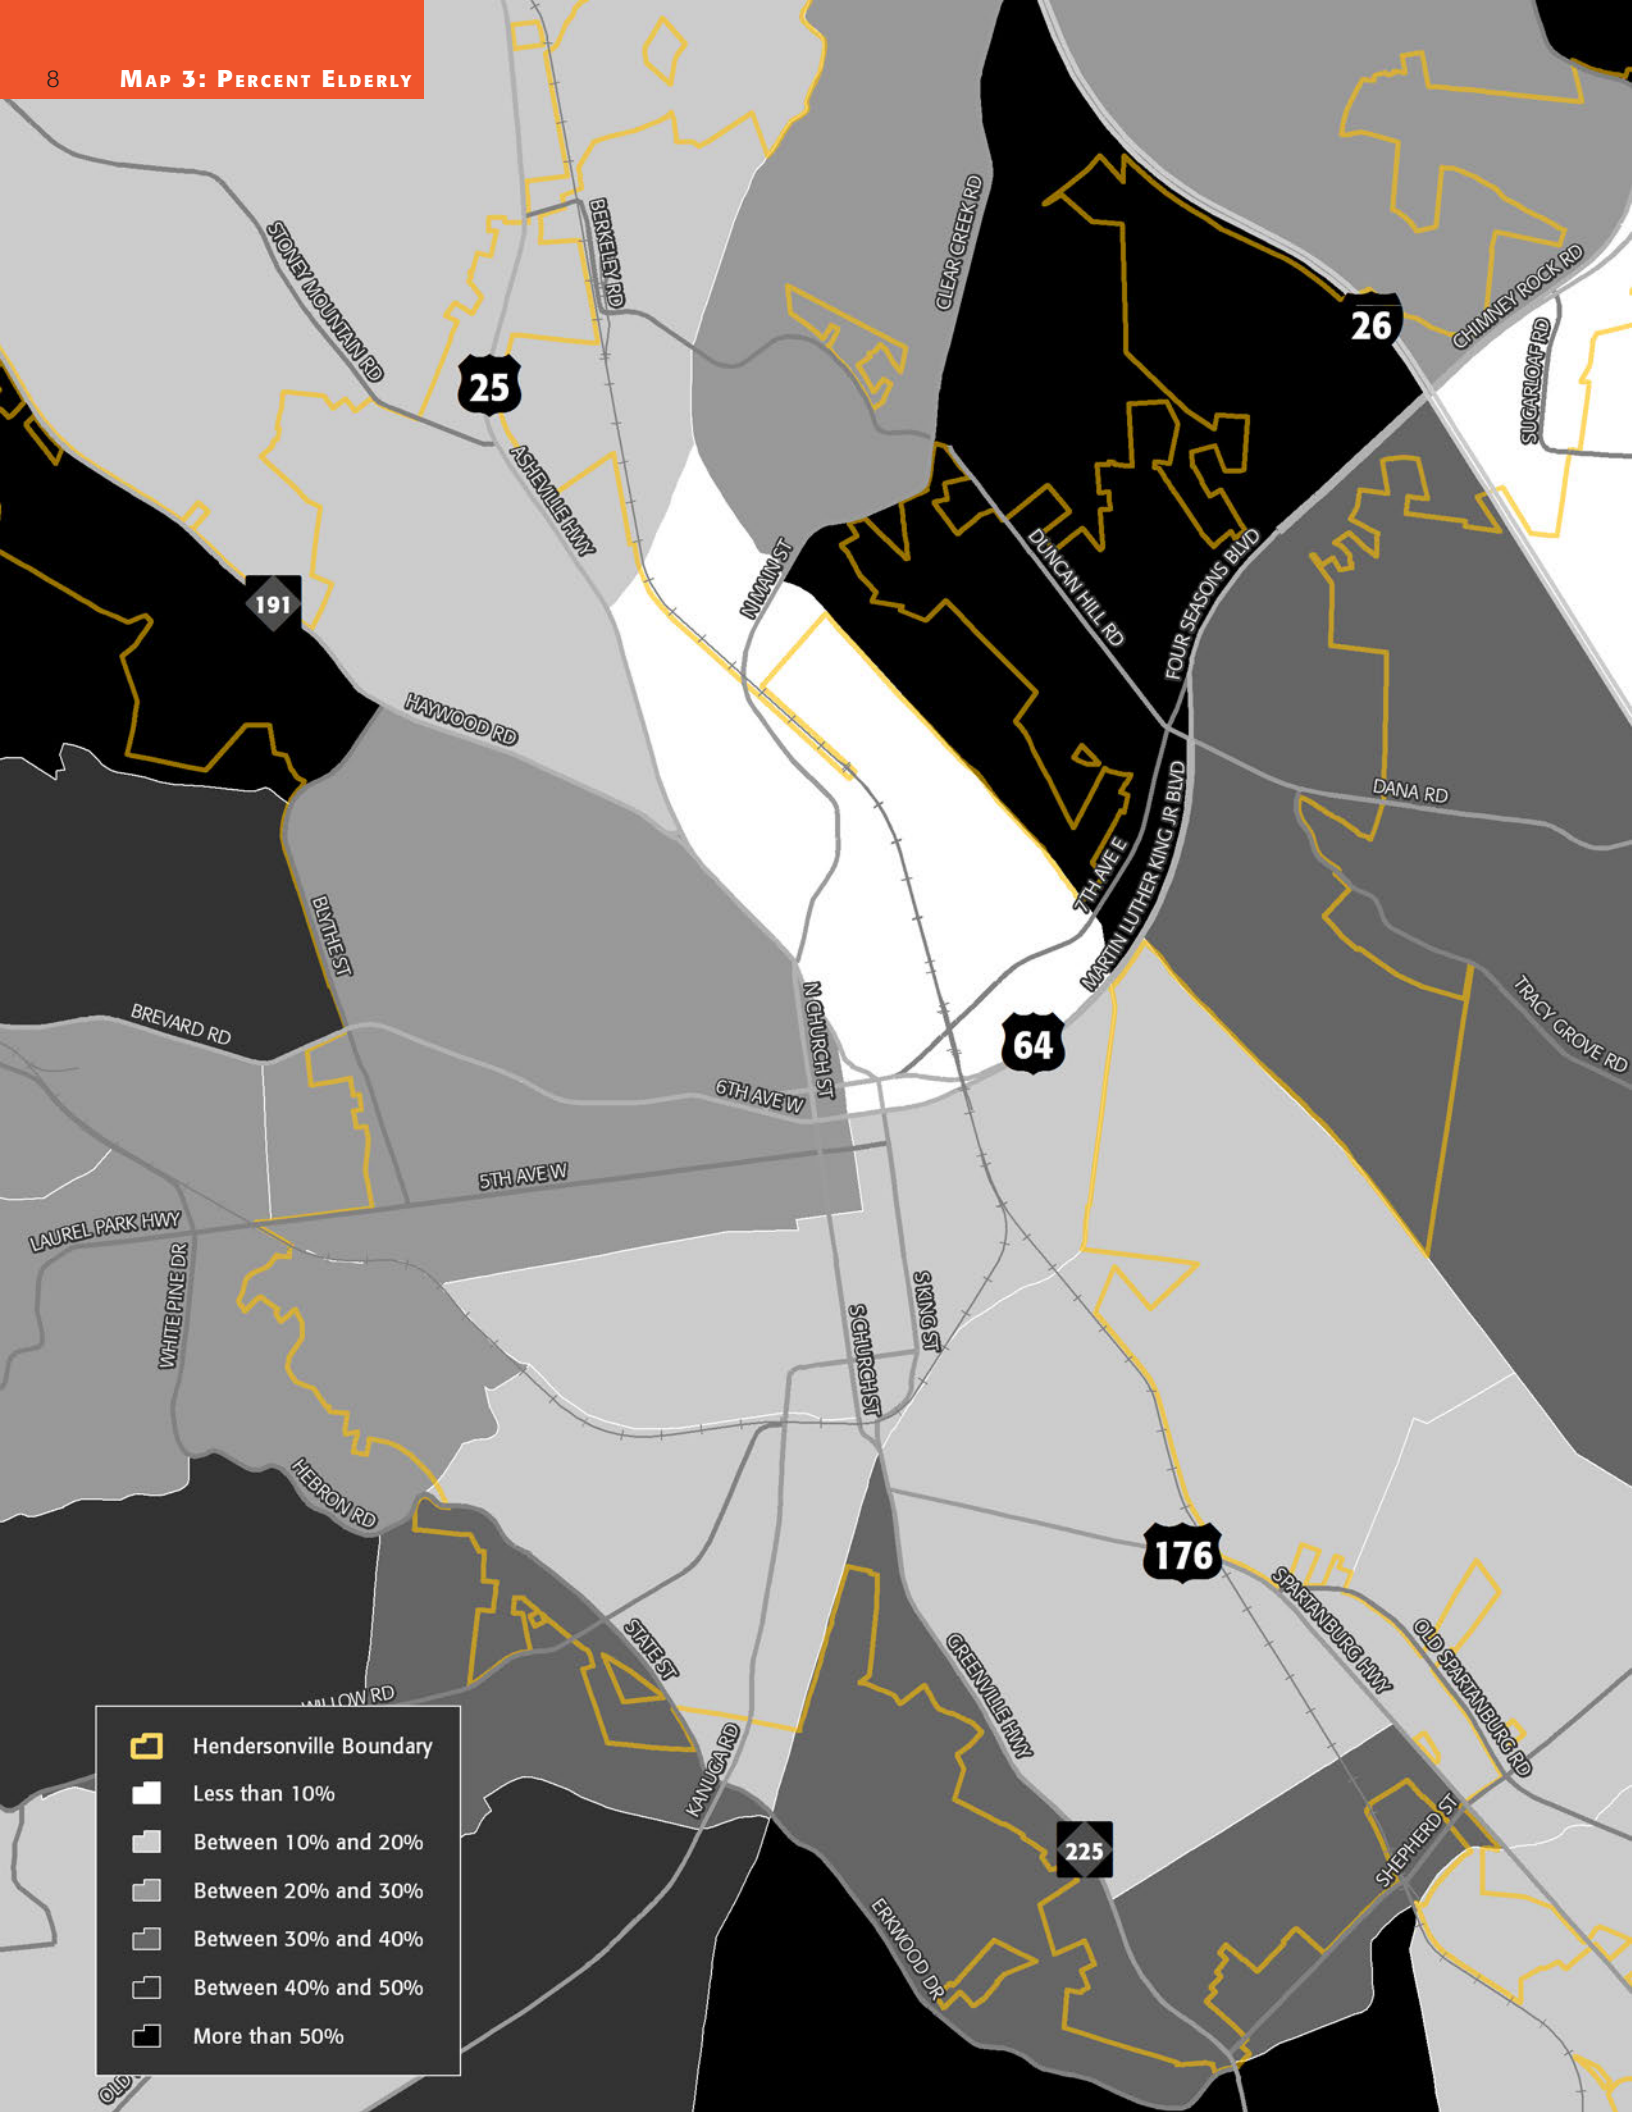 8 MAP 3: PERCENT ELDERLY
BERKELEY RD
CLEAR CREEK RD
STONEY MOUNTAIN RD
26
CHIMNEY ROCK RD
SUGARLOAF RD
25
ASHEVILLE HWY
N MAIN ST
DUNCAN HILL RD
FOUR SEASONS BLVD
191
HAYWOOD RD
DANA RD
7TH AVE E
MARTIN LUTHER KING JR BLVD
BLYTHE ST
BREVARD RD
N CHURCH ST
64
TRACY GROVE RD
6TH AVE W
5TH AVE W
LAUREL PARK HWY
WHITE PINE DR
S KING ST
S CHURCH ST
HEBRON RD
176
SPARTANBURG HWY
OLD SPARTANBURG RD
STATE ST
GREENVILLE HWY
WILLOW RD
KANUGA RD
225
SHEPHERD ST
ERKWOOD DR
Hendersonville Boundary
Less than 10%
Between 10% and 20%
Between 20% and 30%
Between 30% and 40%
Between 40% and 50%
More than 50%
OLD